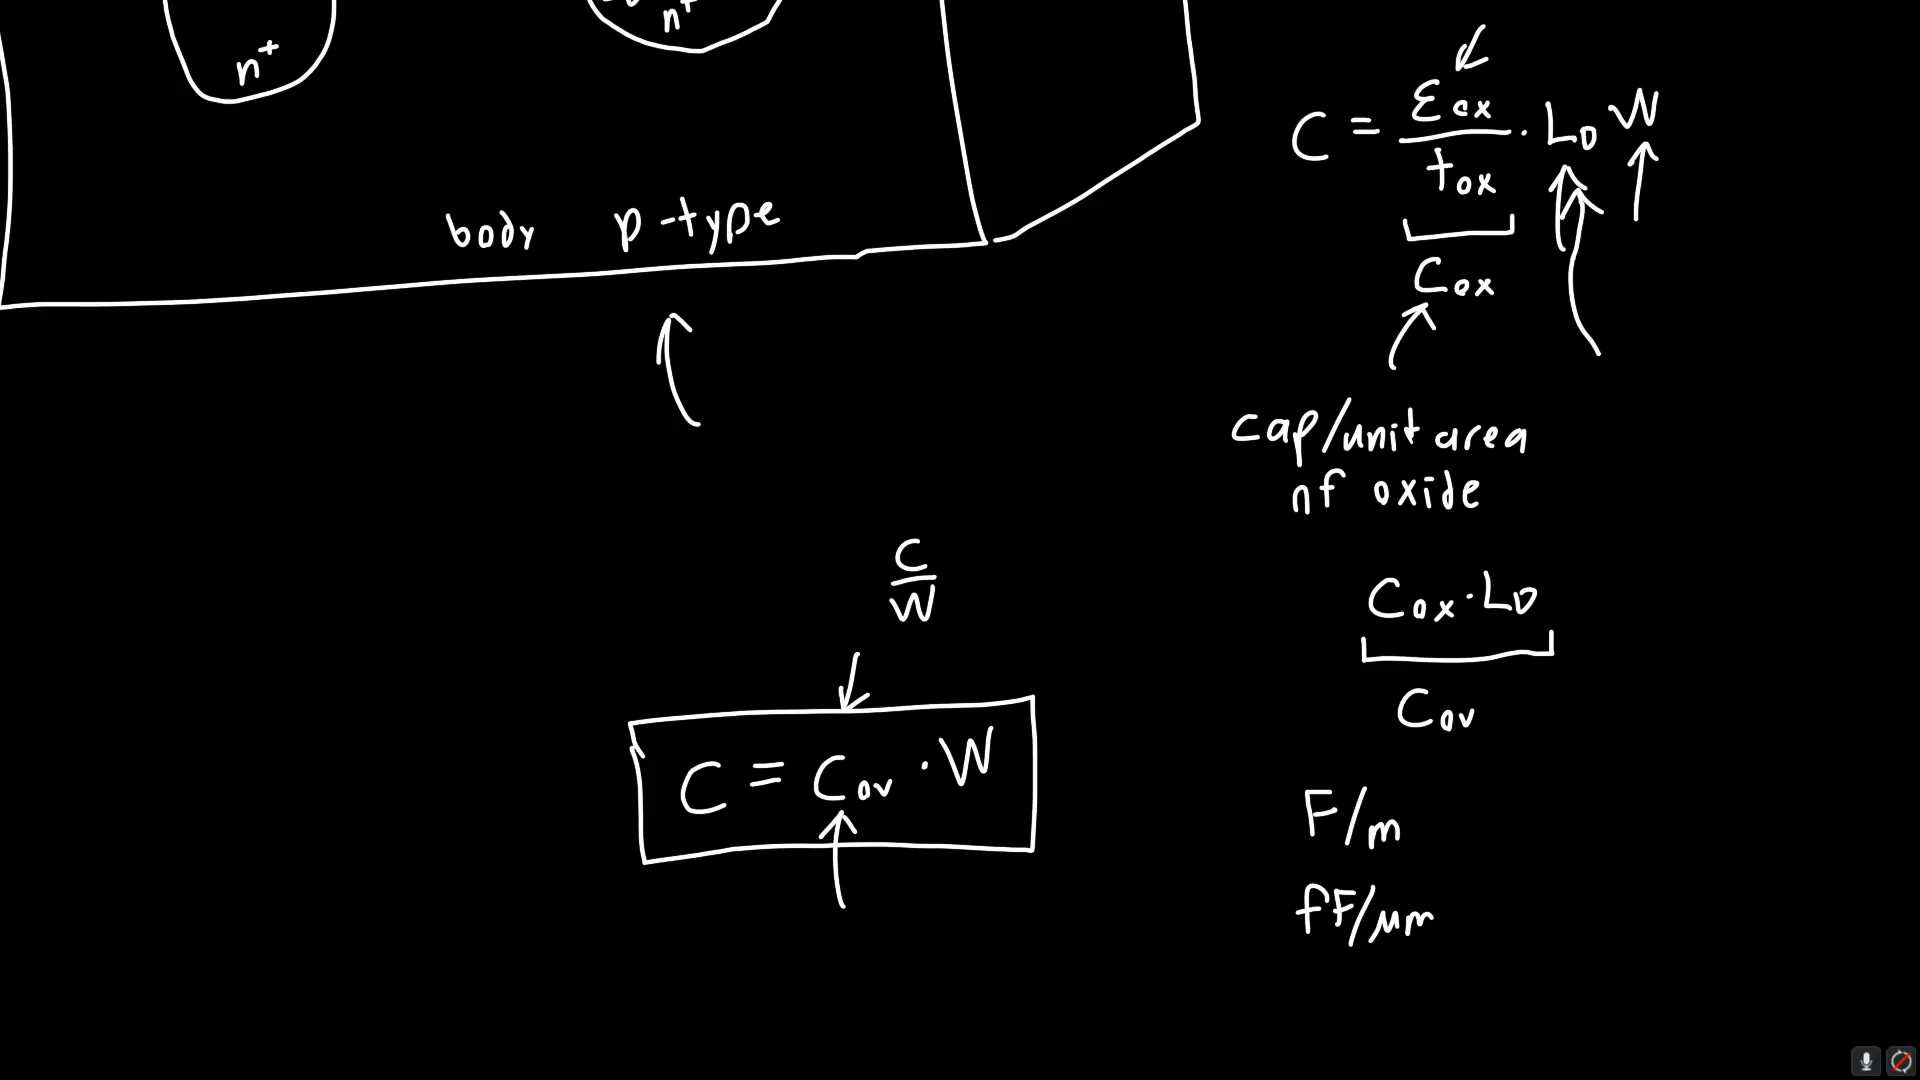 n⁺
n⁺
body p-type
C = εox / tox · LD W
Cox
cap/unit area
of oxide
C / W
Cox · LD
Cov
C = Cov · W
F/m
fF/μm